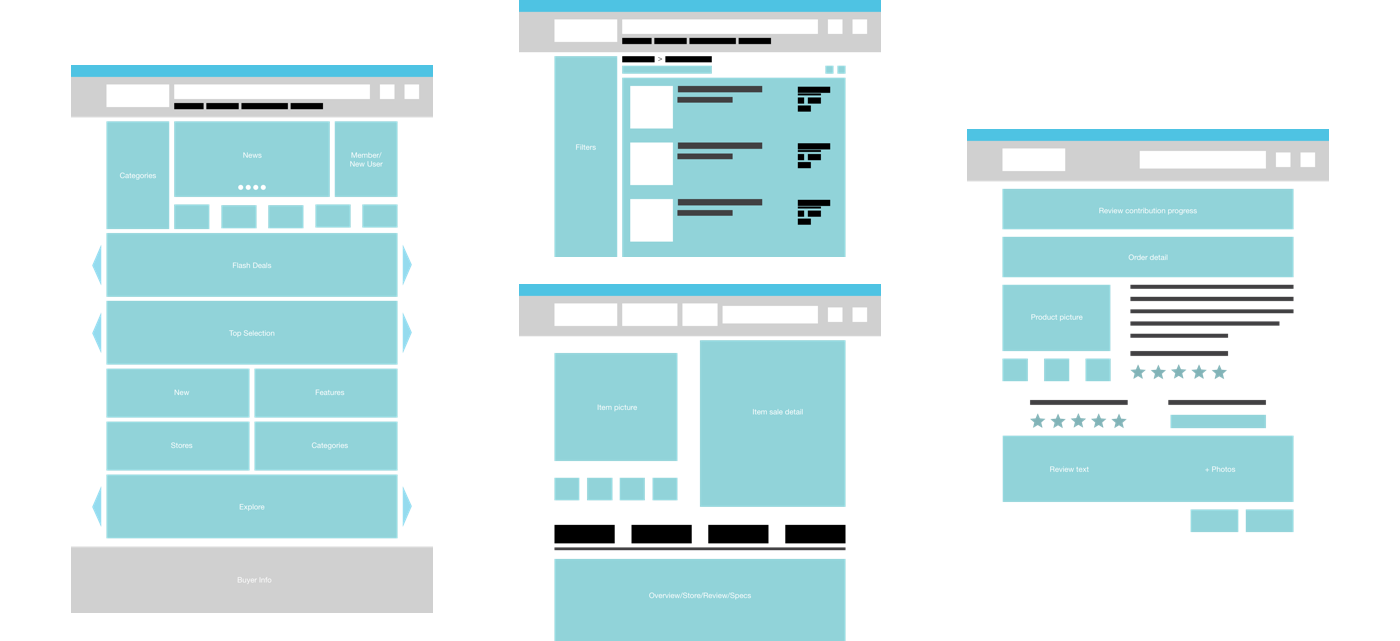 Categories
News
Member/
New User
Flash Deals
Top Selection
New
Features
Stores
Categories
Explore
Buyer Info
>
Filters
Item picture
Item sale detail
Overview/Store/Review/Specs
Review contribution progress
Order detail
Product picture
Review text
+ Photos